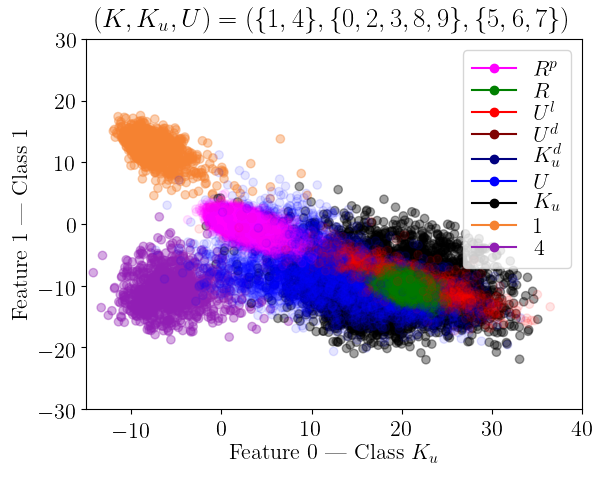 (K, K_u, U) = ({1, 4}, {0, 2, 3, 8, 9}, {5, 6, 7})
30
20
10
0
−10
−20
−30
Feature 1 — Class 1
R^p
R
U^l
U^d
K_u^d
U
K_u
1
4
−10
0
10
20
30
40
Feature 0 — Class K_u